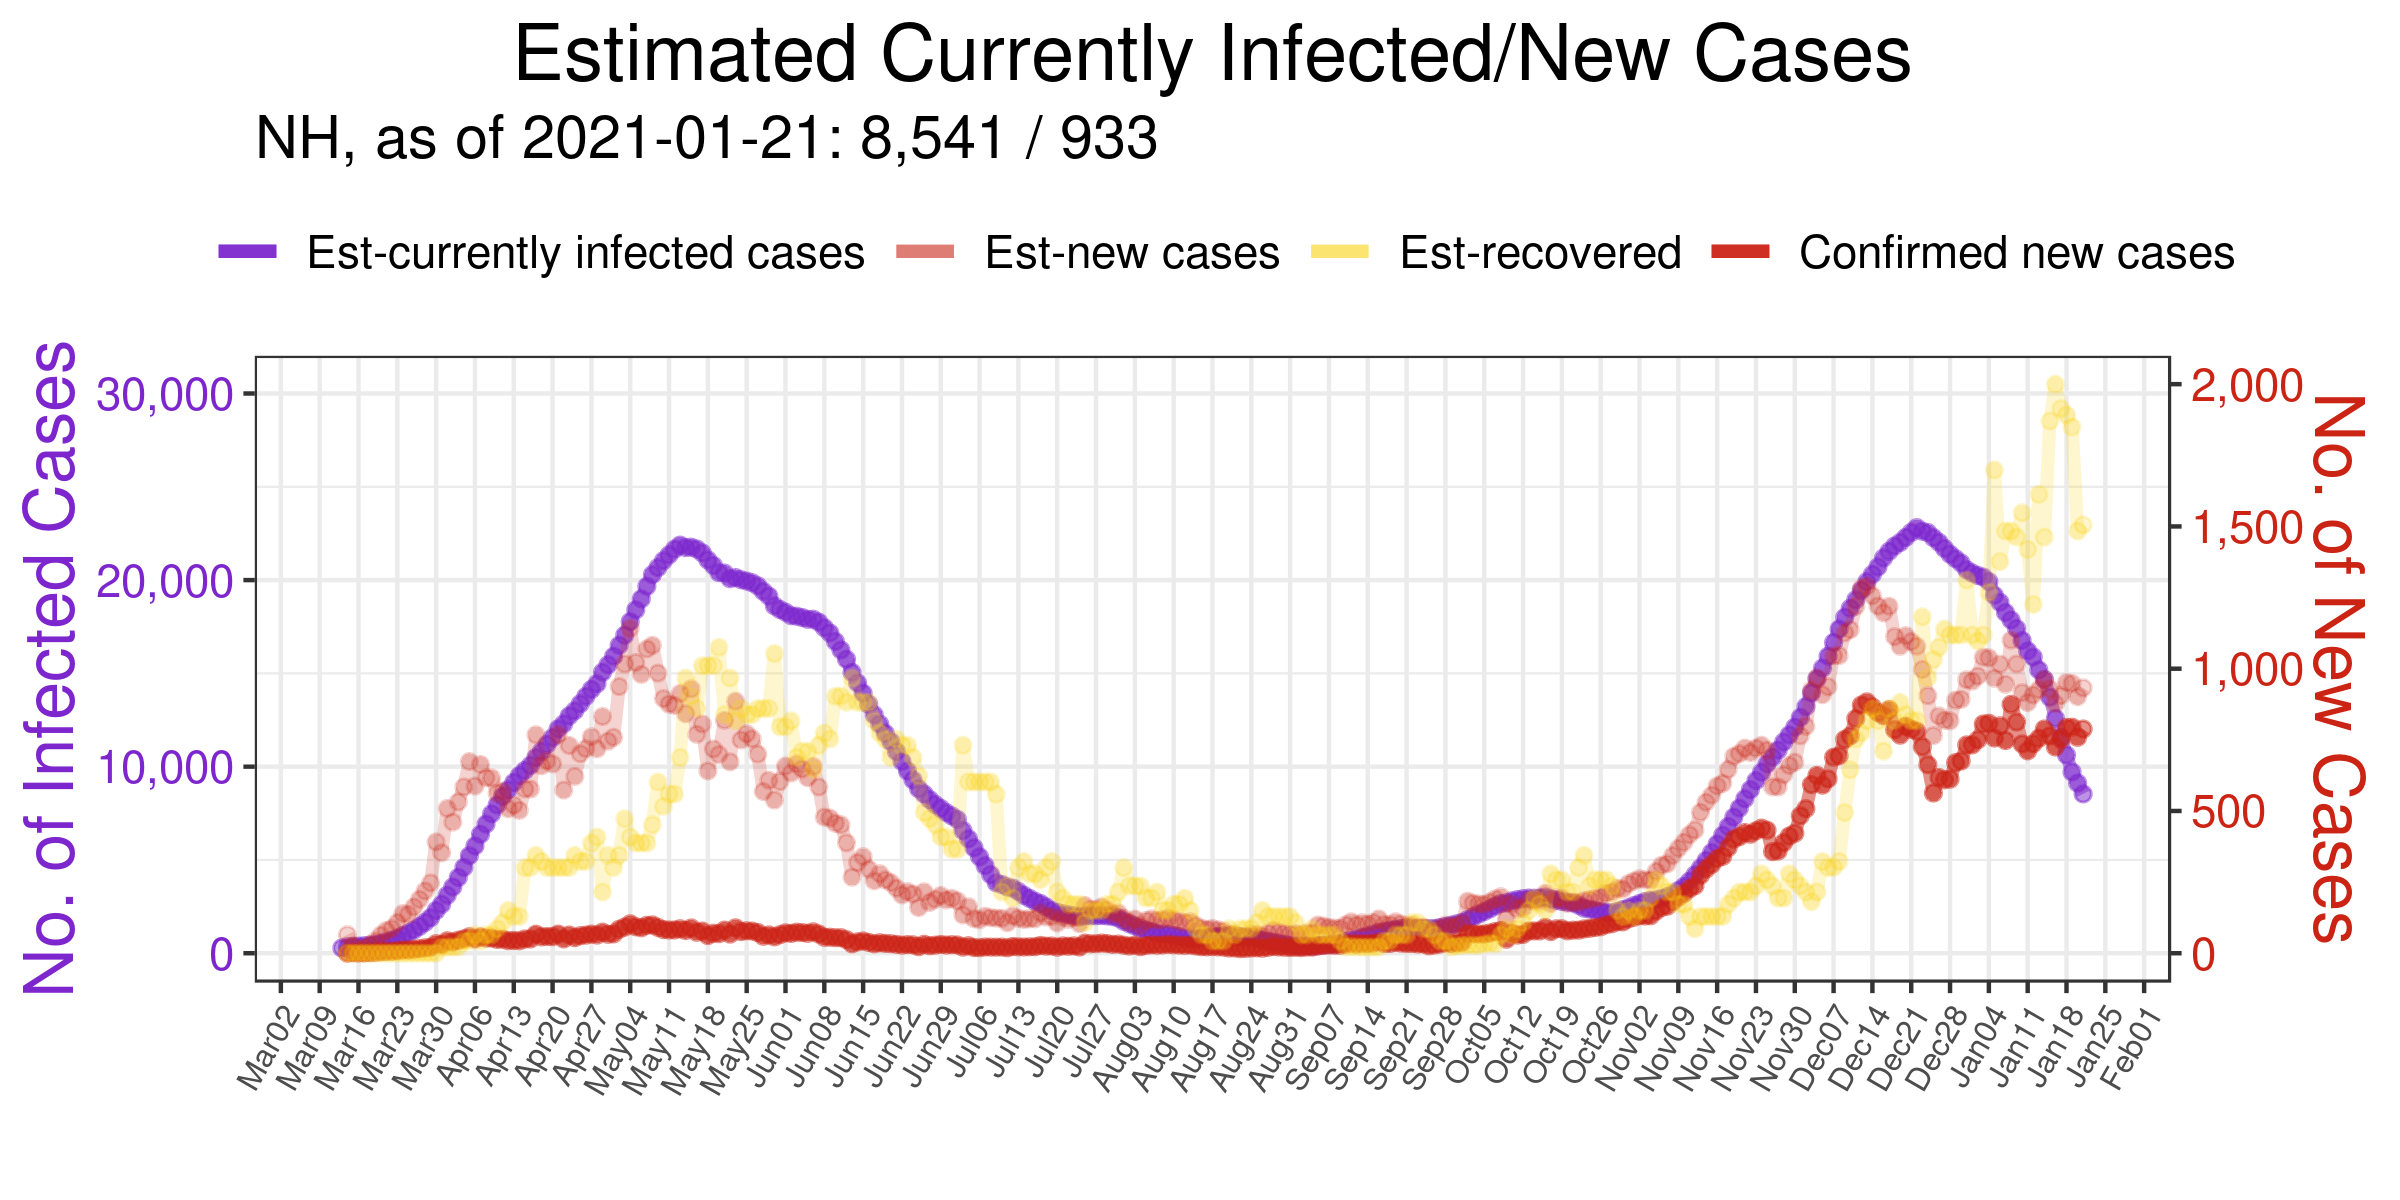 Estimated Currently Infected/New Cases
NH, as of 2021-01-21: 8,541 / 933
Est-currently infected cases Est-new cases Est-recovered Confirmed new cases
No. of Infected Cases
30,000
20,000
10,000
0
2,000
1,500
1,000
500
0
No. of New Cases
Mar02 Mar09 Mar16 Mar23 Mar30 Apr06 Apr13 Apr20 Apr27 May04 May11 May18 May25 Jun01 Jun08 Jun15 Jun22 Jun29 Jul06 Jul13 Jul20 Jul27 Aug03 Aug10 Aug17 Aug24 Aug31 Sep07 Sep14 Sep21 Sep28 Oct05 Oct12 Oct19 Oct26 Nov02 Nov09 Nov16 Nov23 Nov30 Dec07 Dec14 Dec21 Dec28 Jan04 Jan11 Jan18 Jan25 Feb01